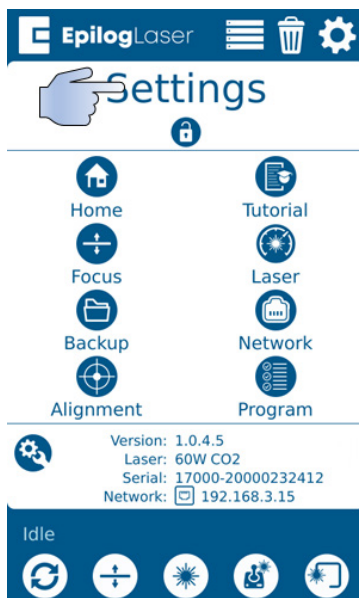 EpilogLaser
Settings
Home Tutorial
Focus Laser
Backup Network
Alignment Program
Version: 1.0.4.5
Laser: 60W CO2
Serial: 17000-20000232412
Network: 192.168.3.15
Idle